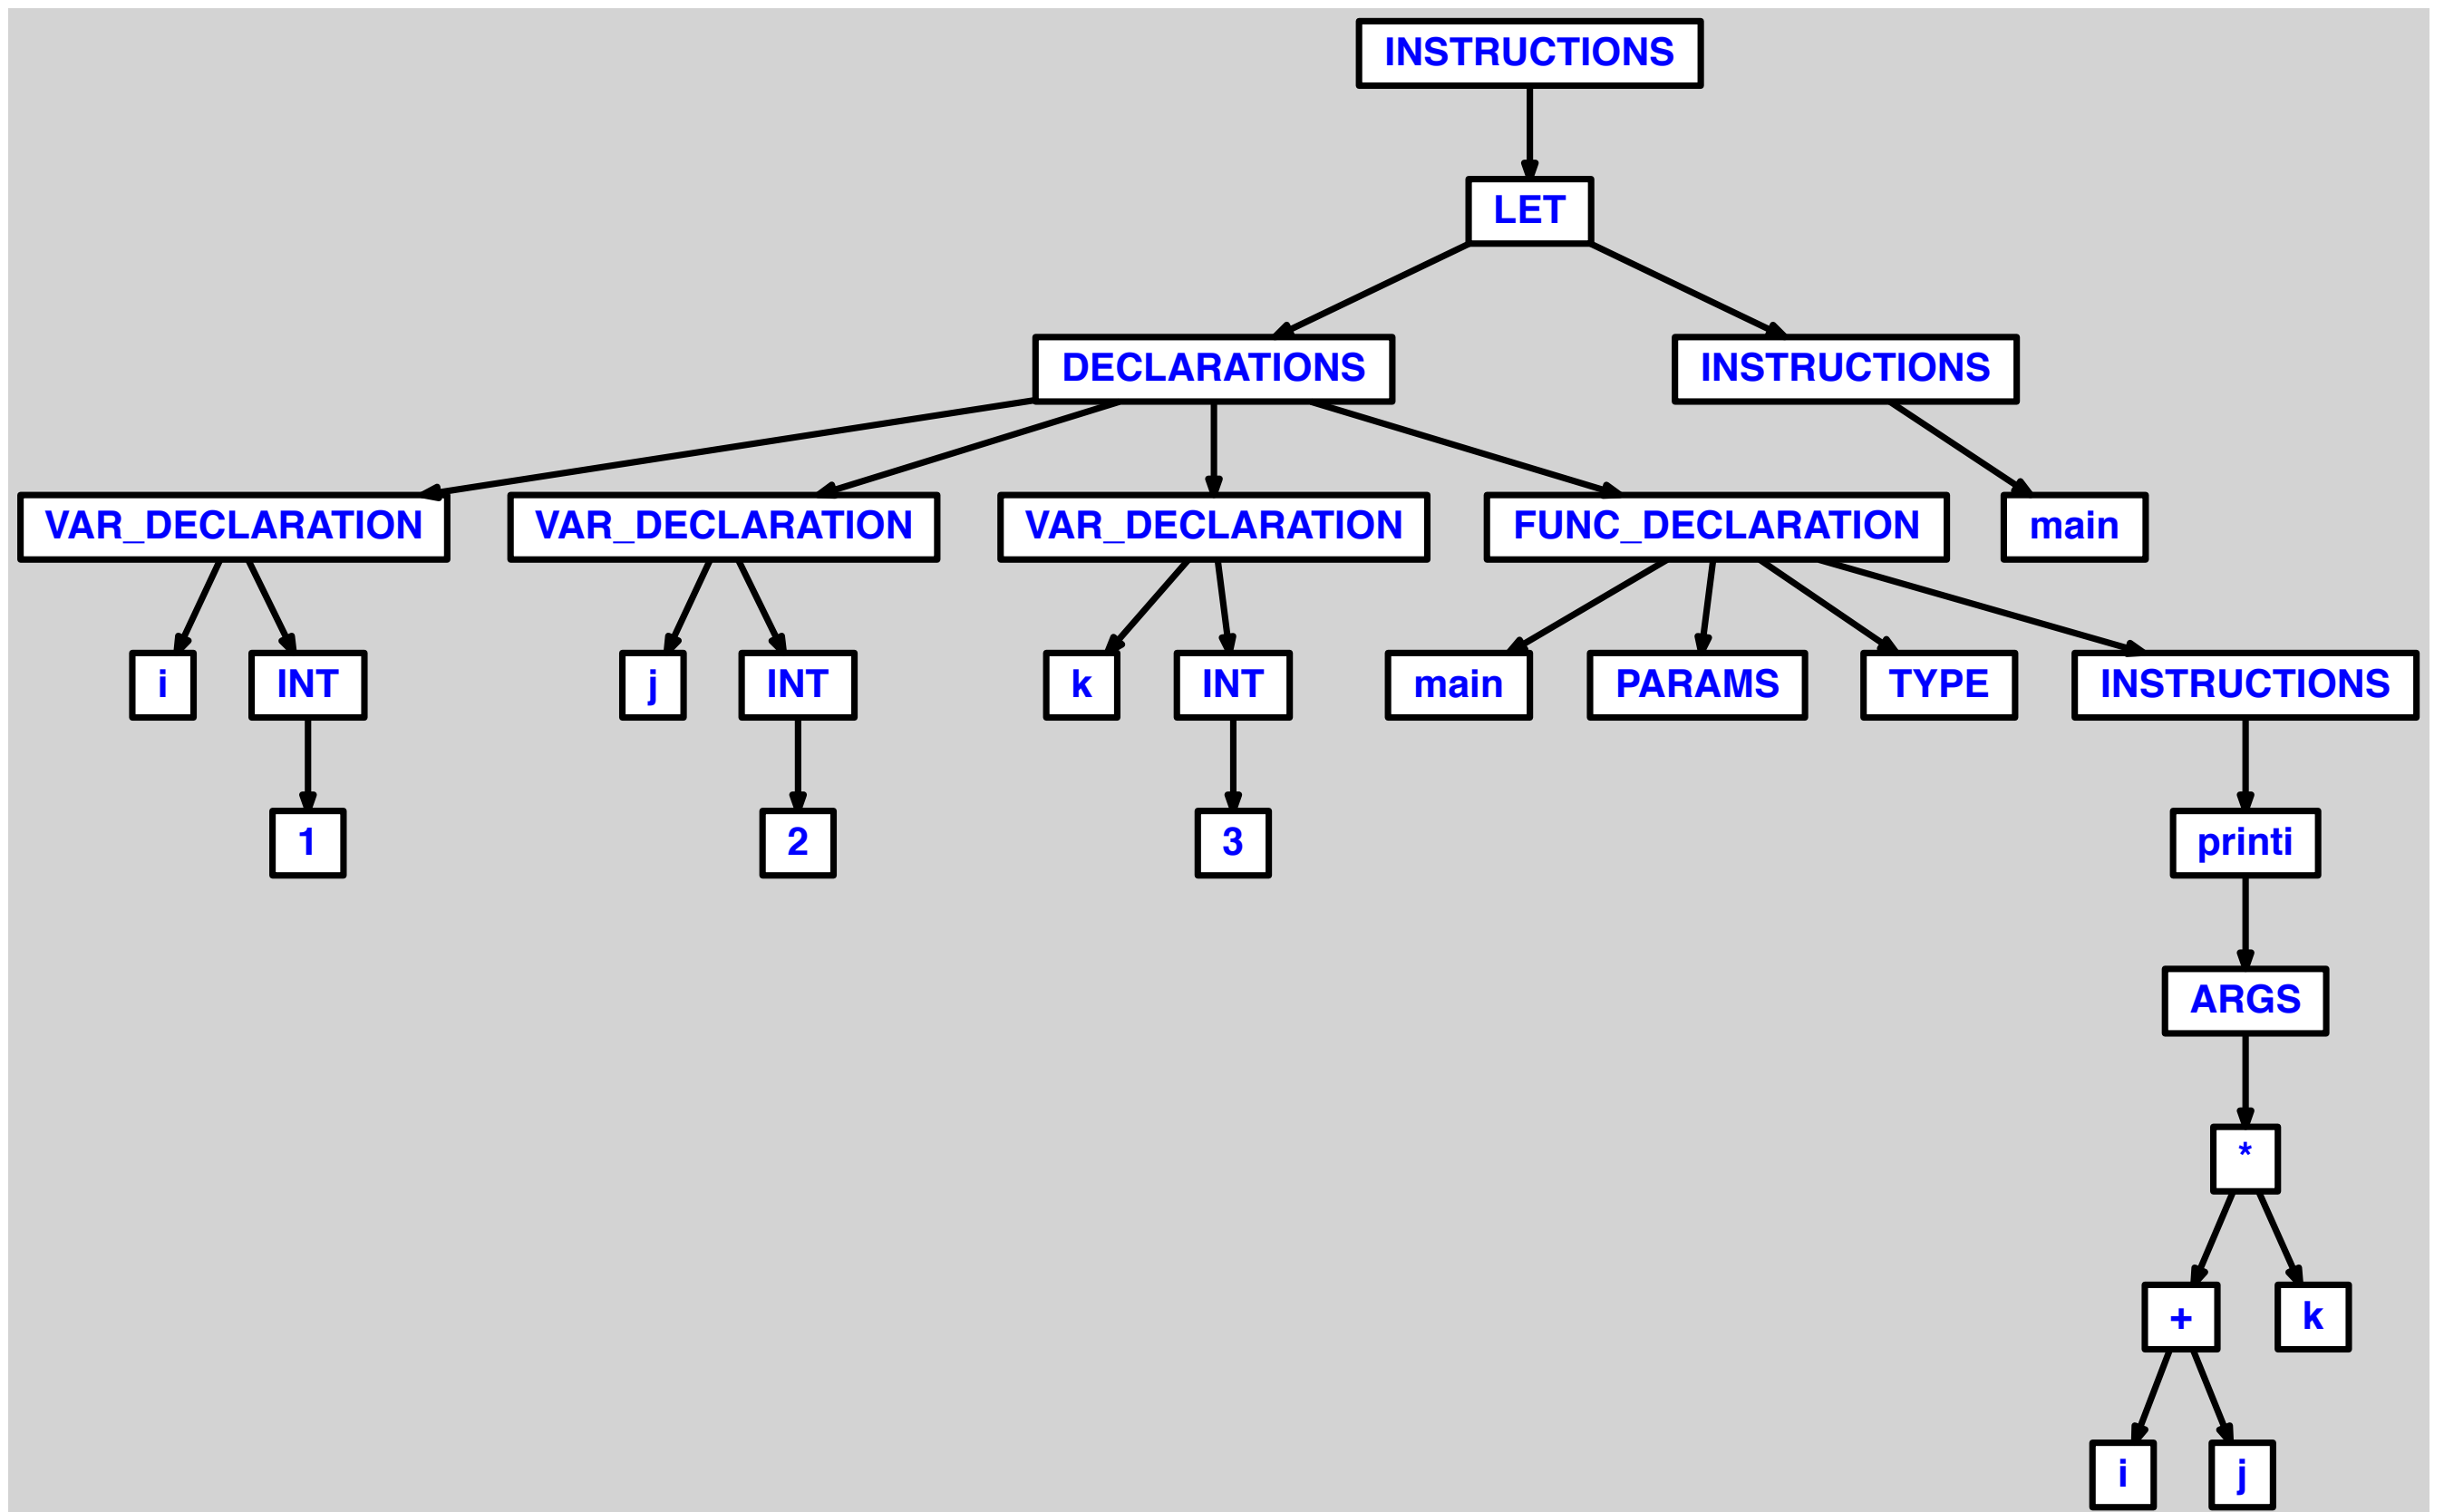 INSTRUCTIONS
LET
DECLARATIONS INSTRUCTIONS
VAR_DECLARATION VAR_DECLARATION VAR_DECLARATION FUNC_DECLARATION main
i INT j INT k INT main PARAMS TYPE INSTRUCTIONS
1 2 3 printi
ARGS
*
+ k
i j